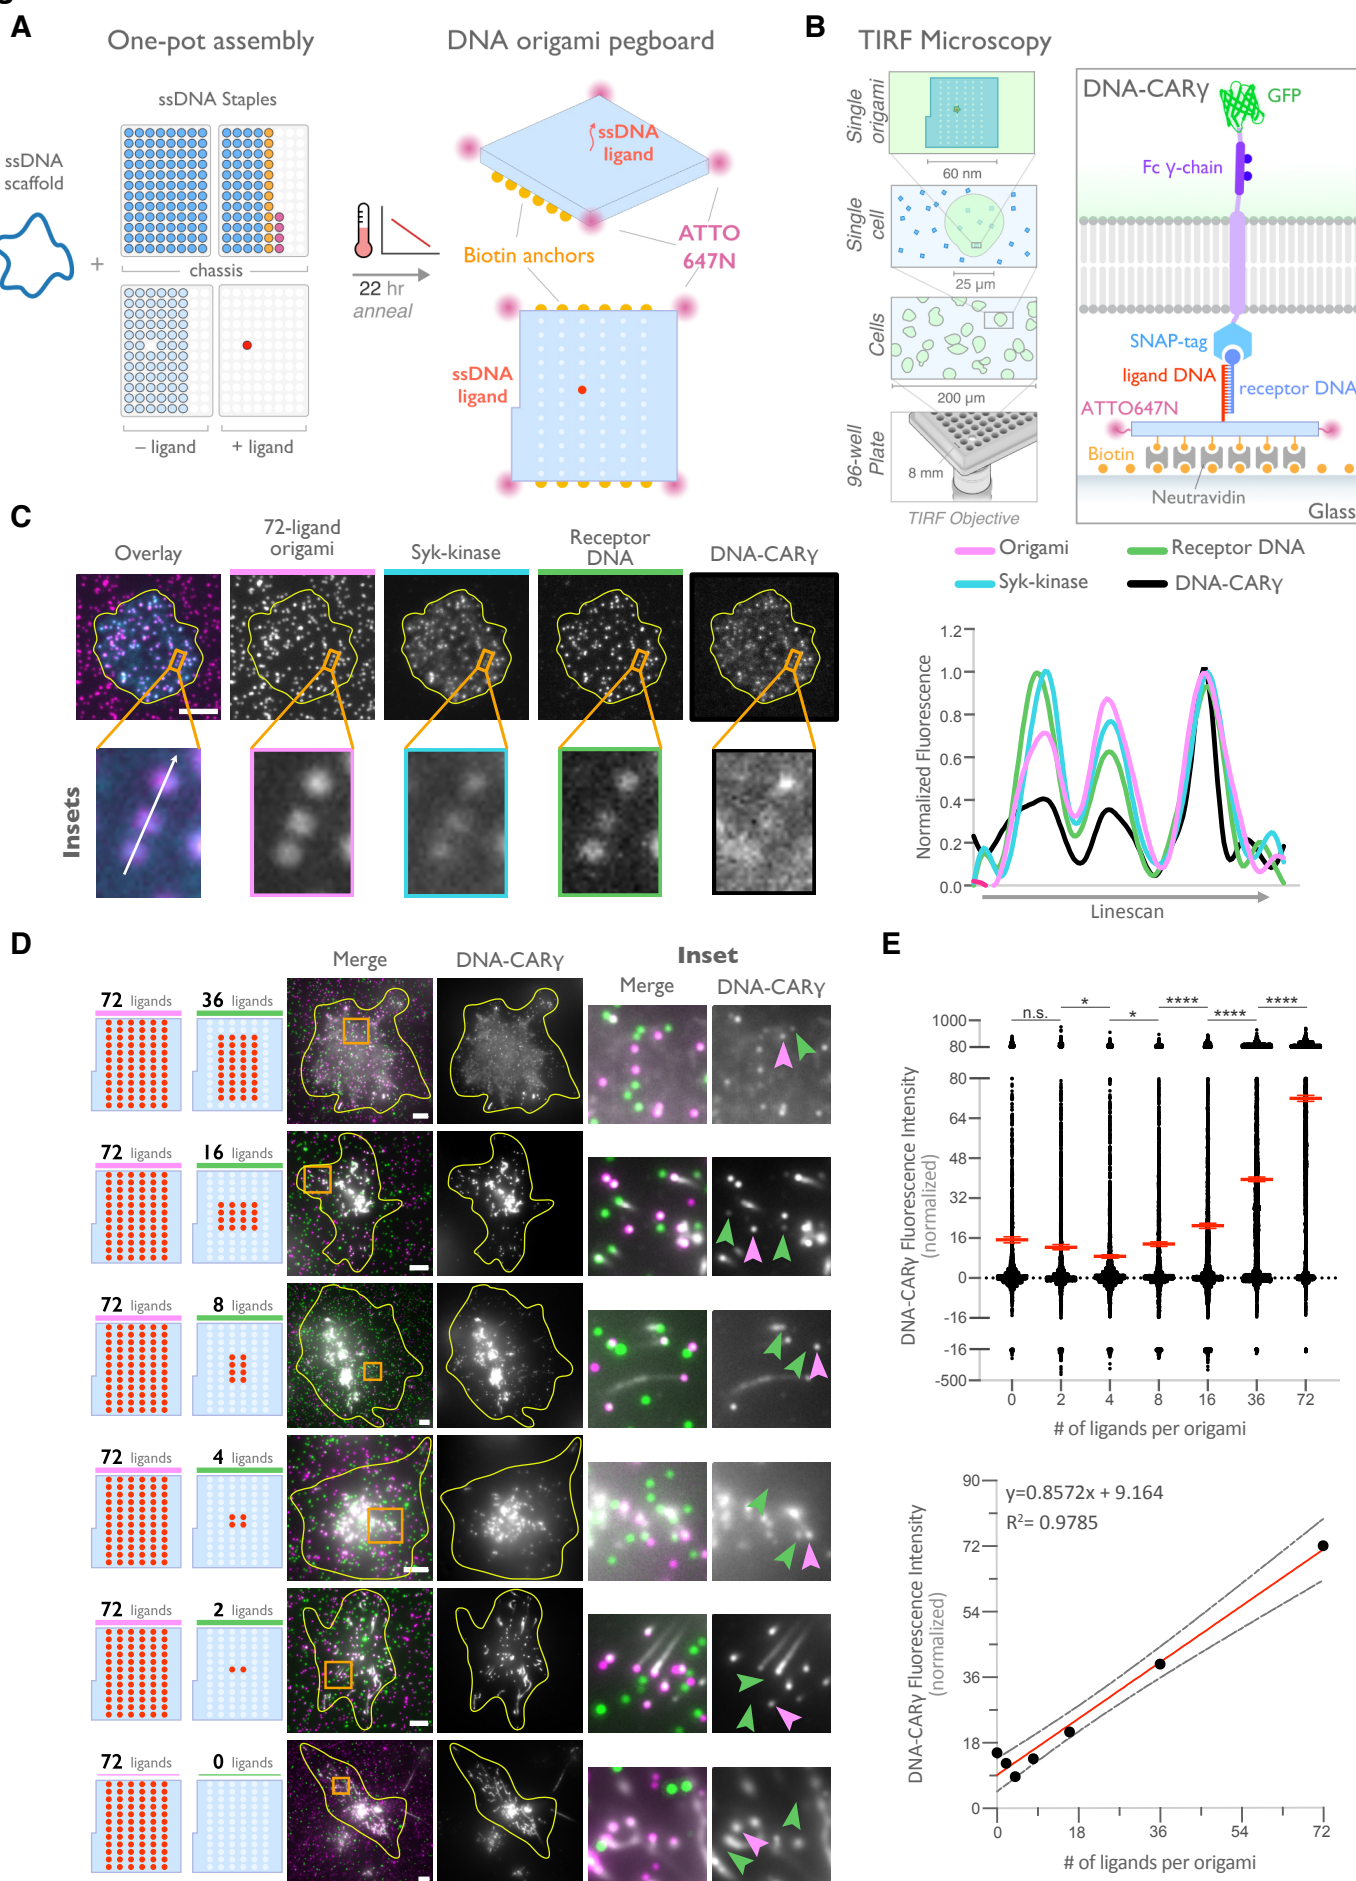 A
One-pot assembly
DNA origami pegboard
ssDNA Staples
ssDNA
scaffold
+
chassis
– ligand
+ ligand
22 hr
anneal
ssDNA
ligand
Biotin anchors
ATTO
647N
ssDNA
ligand
B
TIRF Microscopy
Single
origami
60 nm
Single
cell
25 µm
Cells
200 µm
96-well
Plate
8 mm
TIRF Objective
DNA-CARγ
GFP
Fc γ-chain
SNAP-tag
ligand DNA
receptor DNA
ATTO647N
Biotin
Neutravidin
Glass
C
Overlay
72-ligand
origami
Syk-kinase
Receptor
DNA
DNA-CARγ
Insets
Origami
Receptor DNA
Syk-kinase
DNA-CARγ
Normalized Fluorescence
1.2
1.0
0.8
0.6
0.4
0.2
0.0
Linescan
D
Merge
DNA-CARγ
Inset
Merge
DNA-CARγ
72 ligands
36 ligands
72 ligands
16 ligands
72 ligands
8 ligands
72 ligands
4 ligands
72 ligands
2 ligands
72 ligands
0 ligands
E
DNA-CARγ Fluorescence Intensity
(normalized)
n.s.
*
*
****
****
****
1000
80
80
64
48
32
16
0
-16
-16
-500
0 2 4 8 16 36 72
# of ligands per origami
DNA-CARγ Fluorescence Intensity
(normalized)
y=0.8572x + 9.164
R²= 0.9785
90
72
54
36
18
0
0 18 36 54 72
# of ligands per origami